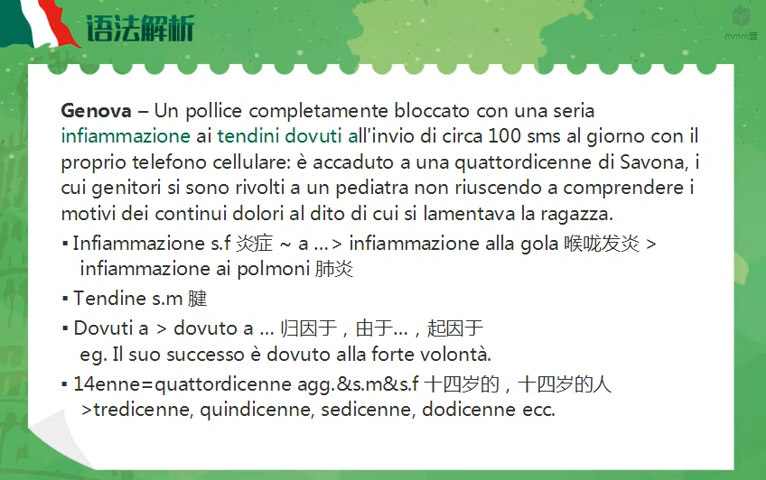 语法解析
mmm豆
Genova – Un pollice completamente bloccato con una seria
infiammazione ai tendini dovuti all'invio di circa 100 sms al giorno con il
proprio telefono cellulare: è accaduto a una quattordicenne di Savona, i
cui genitori si sono rivolti a un pediatra non riuscendo a comprendere i
motivi dei continui dolori al dito di cui si lamentava la ragazza.
▪ Infiammazione s.f 炎症 ~ a ...> infiammazione alla gola 喉咙发炎 >
infiammazione ai polmoni 肺炎
▪ Tendine s.m 腱
▪ Dovuti a > dovuto a ... 归因于，由于...，起因于
eg. Il suo successo è dovuto alla forte volontà.
▪ 14enne=quattordicenne agg.&s.m&s.f 十四岁的，十四岁的人
>tredicenne, quindicenne, sedicenne, dodicenne ecc.